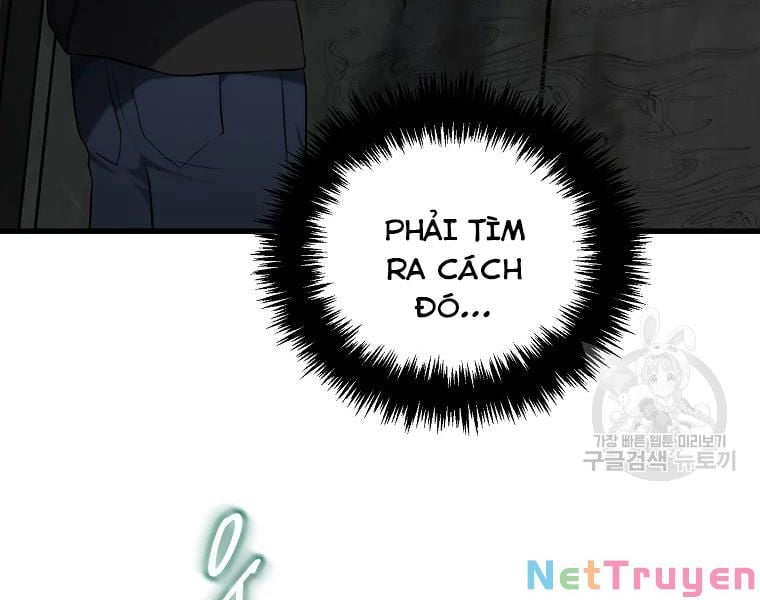 PHẢI TÌM
RA CÁCH
ĐÓ...
가장 빠른 웹툰 미리보기
구글검색 뉴토끼
NetTruyen